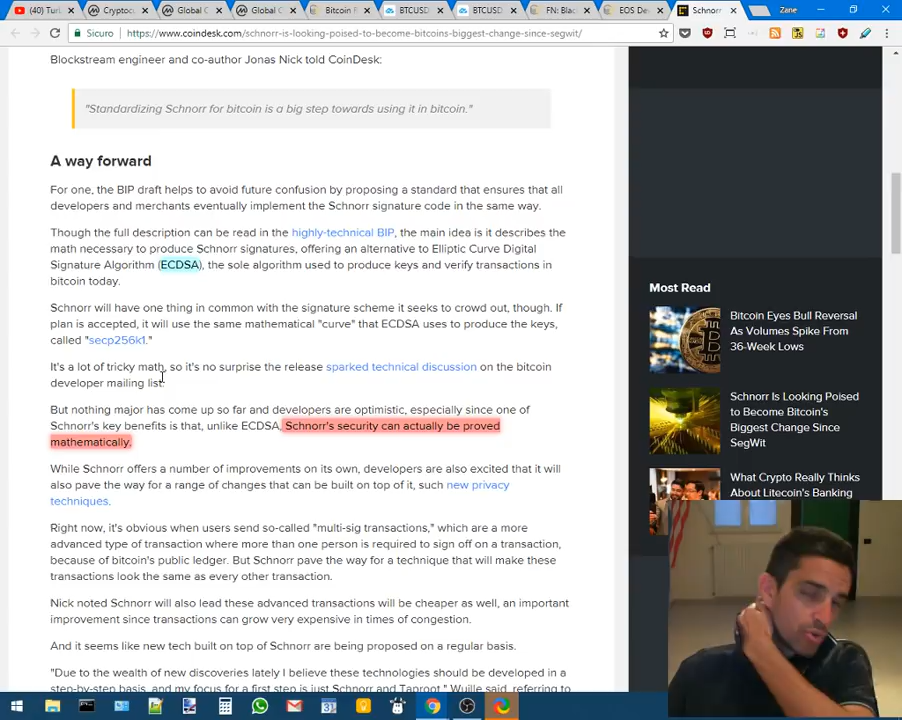 (40) Tur
Cryptoc
Global C
Global C
Bitcoin F
BTCUSD
BTCUSD
FN: Blac
EOS De
Schnorr
Zane
Sicuro
https://www.coindesk.com/schnorr-is-looking-poised-to-become-bitcoins-biggest-change-since-segwit/
Blockstream engineer and co-author Jonas Nick told CoinDesk:
"Standardizing Schnorr for bitcoin is a big step towards using it in bitcoin."
A way forward
For one, the BIP draft helps to avoid future confusion by proposing a standard that ensures that all
developers and merchants eventually implement the Schnorr signature code in the same way.
Though the full description can be read in the highly-technical BIP, the main idea is it describes the
math necessary to produce Schnorr signatures, offering an alternative to Elliptic Curve Digital
Signature Algorithm (ECDSA), the sole algorithm used to produce keys and verify transactions in
bitcoin today.
Schnorr will have one thing in common with the signature scheme it seeks to crowd out, though. If
plan is accepted, it will use the same mathematical "curve" that ECDSA uses to produce the keys,
called "secp256k1."
It's a lot of tricky math, so it's no surprise the release sparked technical discussion on the bitcoin
developer mailing list.
But nothing major has come up so far and developers are optimistic, especially since one of
Schnorr's key benefits is that, unlike ECDSA, Schnorr's security can actually be proved
mathematically.
While Schnorr offers a number of improvements on its own, developers are also excited that it will
also pave the way for a range of changes that can be built on top of it, such new privacy
techniques.
Right now, it's obvious when users send so-called "multi-sig transactions," which are a more
advanced type of transaction where more than one person is required to sign off on a transaction,
because of bitcoin's public ledger. But Schnorr pave the way for a technique that will make these
transactions look the same as every other transaction.
Nick noted Schnorr will also lead these advanced transactions will be cheaper as well, an important
improvement since transactions can grow very expensive in times of congestion.
And it seems like new tech built on top of Schnorr are being proposed on a regular basis.
"Due to the wealth of new discoveries lately I believe these technologies should be developed in a
step-by-step basis, and my focus for a first step is just Schnorr and Taproot," Wuille said, referring to
Most Read
Bitcoin Eyes Bull Reversal
As Volumes Spike From
36-Week Lows
Schnorr Is Looking Poised
to Become Bitcoin's
Biggest Change Since
SegWit
What Crypto Really Thinks
About Litecoin's Banking